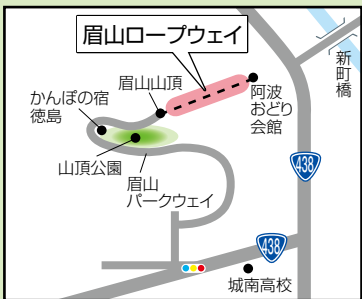 眉山ロープウェイ
新町橋
眉山山頂
阿波
おどり
会館
かんぽの宿
徳島
山頂公園
眉山
パークウェイ
438
438
城南高校